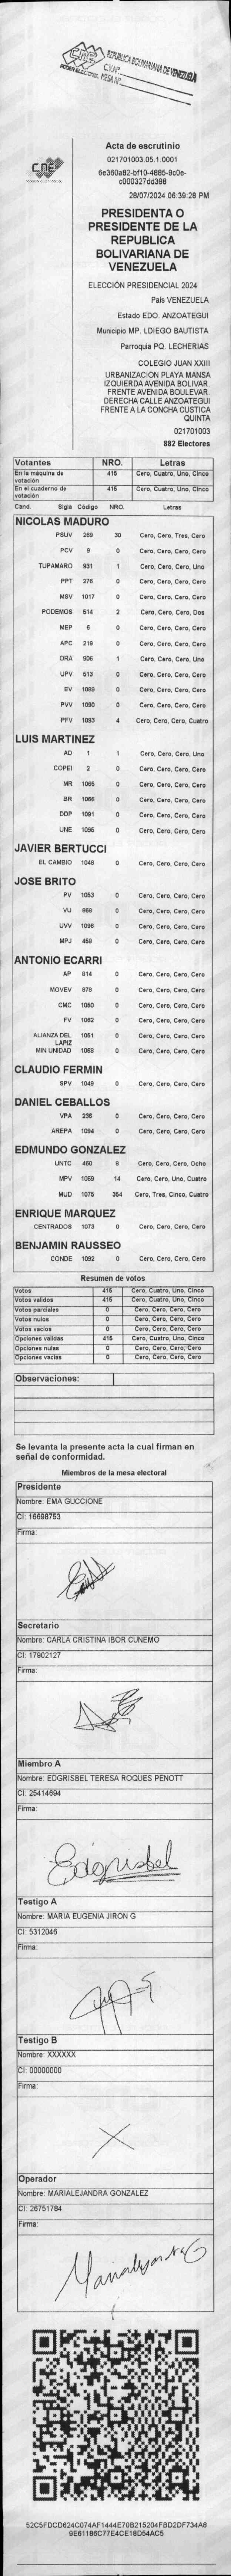 cne
PODER ELECTORAL
REPUBLICA BOLIVARIANA DE VENEZUELA
CV.Nº
MESA Nº
cne
Acta de escrutinio
021701003.05.1.0001
6e360a82-bf10-4885-9c0e-
c000327dd398
28/07/2024 06:39:28 PM
PRESIDENTA O
PRESIDENTE DE LA
REPUBLICA
BOLIVARIANA DE
VENEZUELA
ELECCIÓN PRESIDENCIAL 2024
Pais VENEZUELA
Estado EDO. ANZOATEGUI
Municipio MP. LDIEGO BAUTISTA
Parroquia PQ. LECHERIAS
COLEGIO JUAN XXIII
URBANIZACIÓN PLAYA MANSA
IZQUIERDA AVENIDA BOLIVAR.
FRENTE AVENIDA BOULEVAR.
DERECHA CALLE ANZOATEGUI
FRENTE A LA CONCHA CUSTICA
QUINTA
021701003
882 Electores
Votantes NRO. Letras
En la máquina de votación 415 Cero, Cuatro, Uno, Cinco
En el cuaderno de votación 415 Cero, Cuatro, Uno, Cinco
Cand. Sigla Código NRO. Letras
NICOLAS MADURO
PSUV 269 30 Cero, Cero, Tres, Cero
PCV 9 0 Cero, Cero, Cero, Cero
TUPAMARO 931 1 Cero, Cero, Cero, Uno
PPT 276 0 Cero, Cero, Cero, Cero
MSV 1017 0 Cero, Cero, Cero, Cero
PODEMOS 514 2 Cero, Cero, Cero, Dos
MEP 6 0 Cero, Cero, Cero, Cero
APC 219 0 Cero, Cero, Cero, Cero
ORA 906 1 Cero, Cero, Cero, Uno
UPV 513 0 Cero, Cero, Cero, Cero
EV 1089 0 Cero, Cero, Cero, Cero
PVV 1090 0 Cero, Cero, Cero, Cero
PFV 1093 4 Cero, Cero, Cero, Cuatro
LUIS MARTINEZ
AD 1 1 Cero, Cero, Cero, Uno
COPEI 2 0 Cero, Cero, Cero, Cero
MR 1065 0 Cero, Cero, Cero, Cero
BR 1066 0 Cero, Cero, Cero, Cero
DDP 1091 0 Cero, Cero, Cero, Cero
UNE 1095 0 Cero, Cero, Cero, Cero
JAVIER BERTUCCI
EL CAMBIO 1048 0 Cero, Cero, Cero, Cero
JOSE BRITO
PV 1053 0 Cero, Cero, Cero, Cero
VU 868 0 Cero, Cero, Cero, Cero
UVV 1096 0 Cero, Cero, Cero, Cero
MPJ 458 0 Cero, Cero, Cero, Cero
ANTONIO ECARRI
AP 814 0 Cero, Cero, Cero, Cero
MOVEV 878 0 Cero, Cero, Cero, Cero
CMC 1050 0 Cero, Cero, Cero, Cero
FV 1062 0 Cero, Cero, Cero, Cero
ALIANZA DEL LAPIZ 1051 0 Cero, Cero, Cero, Cero
MIN UNIDAD 1068 0 Cero, Cero, Cero, Cero
CLAUDIO FERMIN
SPV 1049 0 Cero, Cero, Cero, Cero
DANIEL CEBALLOS
VPA 236 0 Cero, Cero, Cero, Cero
AREPA 1094 0 Cero, Cero, Cero, Cero
EDMUNDO GONZALEZ
UNTC 460 8 Cero, Cero, Cero, Ocho
MPV 1069 14 Cero, Cero, Uno, Cuatro
MUD 1075 354 Cero, Tres, Cinco, Cuatro
ENRIQUE MARQUEZ
CENTRADOS 1073 0 Cero, Cero, Cero, Cero
BENJAMIN RAUSSEO
CONDE 1092 0 Cero, Cero, Cero, Cero
Resumen de votos
Votos 415 Cero, Cuatro, Uno, Cinco
Votos validos 415 Cero, Cuatro, Uno, Cinco
Votos parciales 0 Cero, Cero, Cero, Cero
Votos nulos 0 Cero, Cero, Cero, Cero
Votos vacios 0 Cero, Cero, Cero, Cero
Opciones validas 415 Cero, Cuatro, Uno, Cinco
Opciones nulas 0 Cero, Cero, Cero, Cero
Opciones vacias 0 Cero, Cero, Cero, Cero
Observaciones:
Se levanta la presente acta la cual firman en
señal de conformidad.
Miembros de la mesa electoral
Presidente
Nombre: EMA GUCCIONE
CI: 16698753
Firma:
Secretario
Nombre: CARLA CRISTINA IBOR CUNEMO
CI: 17902127
Firma:
Miembro A
Nombre: EDGRISBEL TERESA ROQUES PENOTT
CI: 25414694
Firma:
Edgrisbel
Testigo A
Nombre: MARIA EUGENIA JIRON G
CI: 5312046
Firma:
Testigo B
Nombre: XXXXXX
CI: 00000000
Firma:
X
Operador
Nombre: MARIALEJANDRA GONZALEZ
CI: 26751784
Firma:
Marialejandra G
52C5FDCD624C074AF1444E70B215204FBD2DF734A8
9E61186C77E4CE18D54AC5